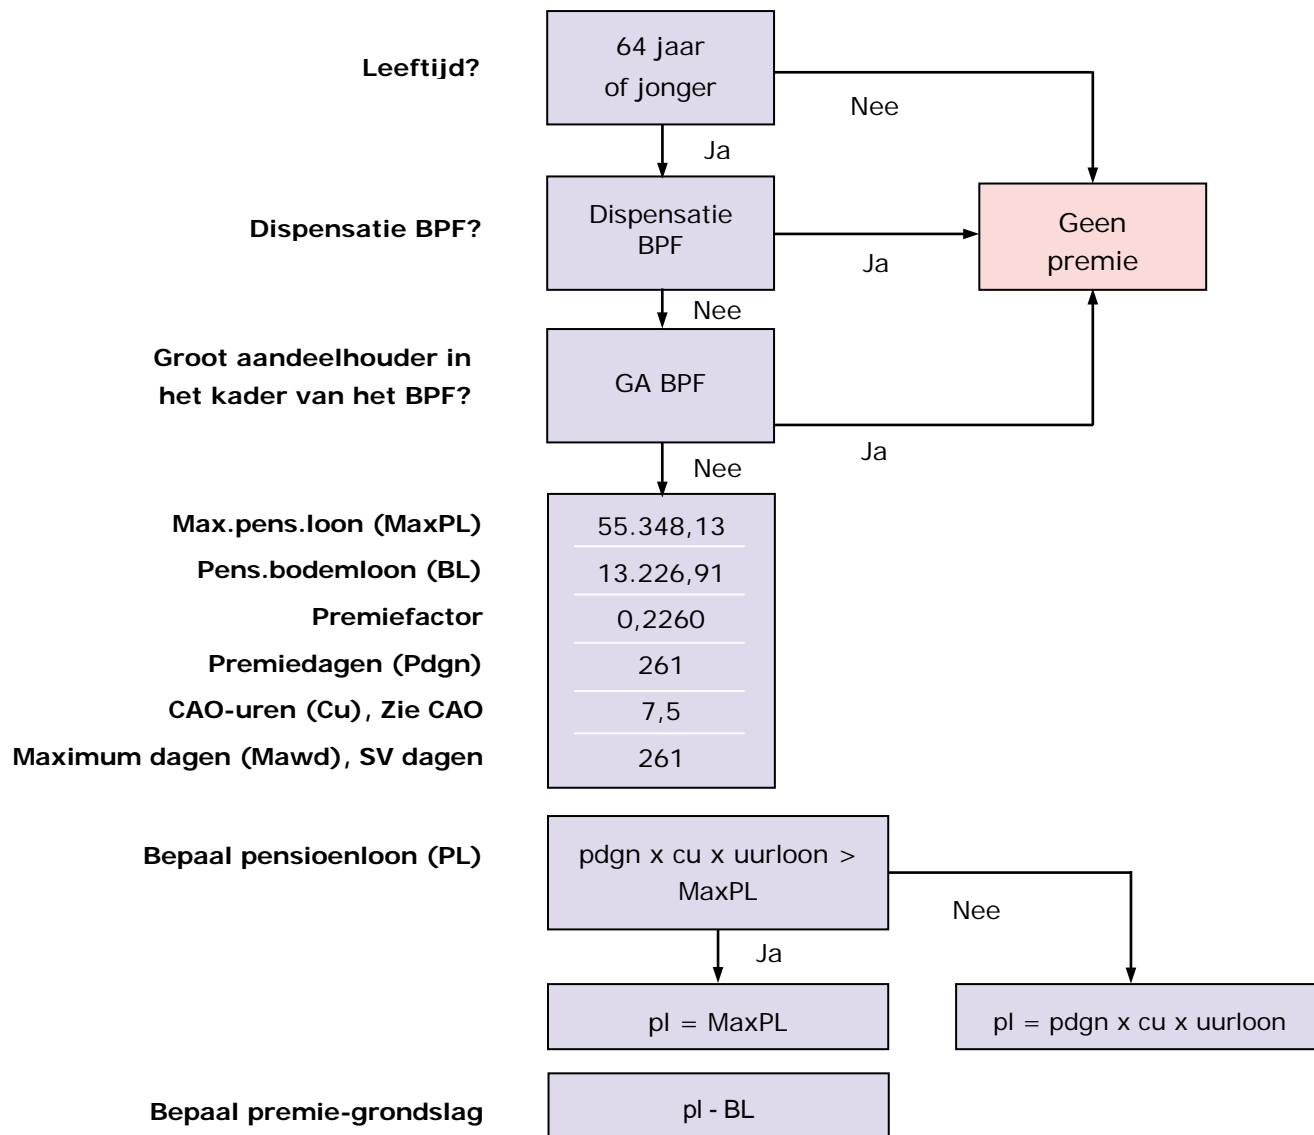 Leeftijd?
64 jaar
of jonger
Nee
Ja
Dispensatie BPF?
Dispensatie
BPF
Ja
Geen
premie
Nee
Groot aandeelhouder in
het kader van het BPF?
GA BPF
Ja
Nee
Max.pens.loon (MaxPL)
55.348,13
Pens.bodemloon (BL)
13.226,91
Premiefactor
0,2260
Premiedagen (Pdgn)
261
CAO-uren (Cu), Zie CAO
7,5
Maximum dagen (Mawd), SV dagen
261
Bepaal pensioenloon (PL)
pdgn x cu x uurloon >
MaxPL
Nee
Ja
pl = MaxPL
pl = pdgn x cu x uurloon
Bepaal premie-grondslag
pl - BL